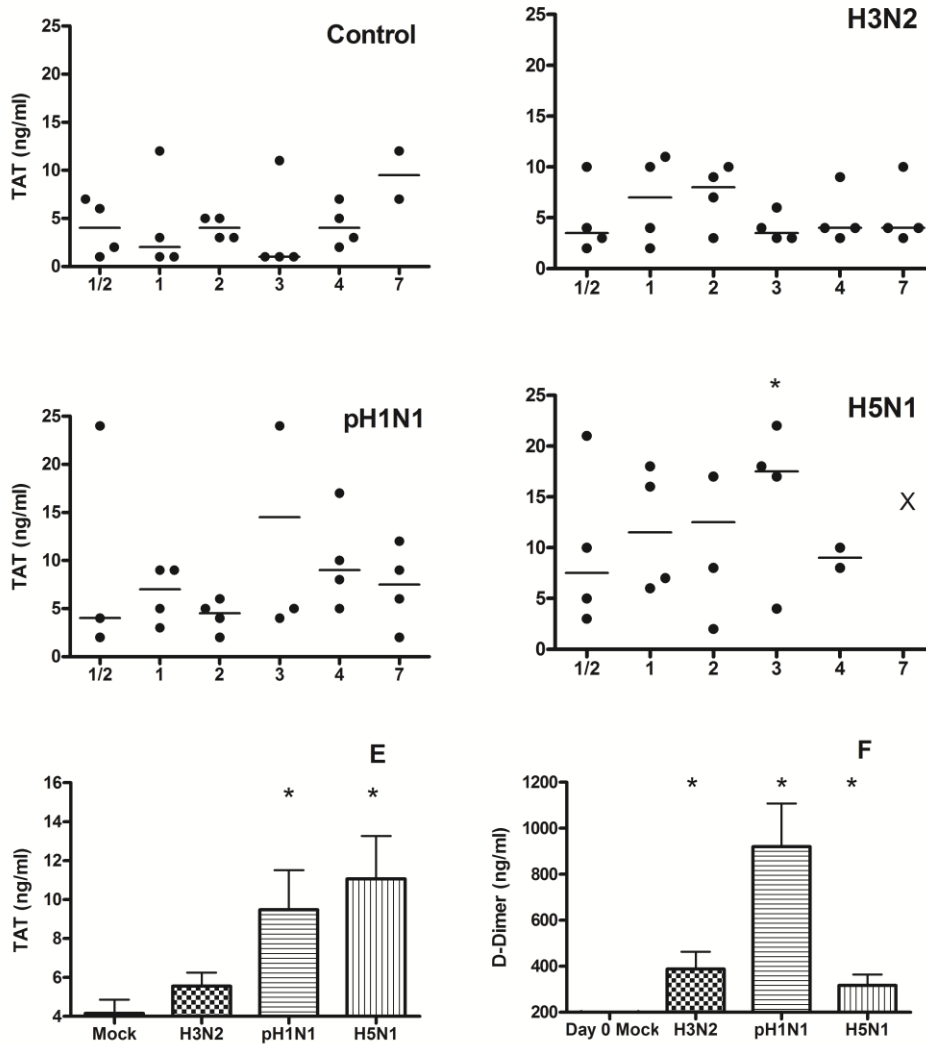 Control
TAT (ng/ml)
25
20
15
10
5
0
1/2 1 2 3 4 7
H3N2
25
20
15
10
5
0
1/2 1 2 3 4 7
pH1N1
TAT (ng/ml)
25
20
15
10
5
0
1/2 1 2 3 4 7
*
H5N1
25
20
15
10
5
0
X
1/2 1 2 3 4 7
E
TAT (ng/ml)
16
14
12
10
8
6
4
* *
Mock H3N2 pH1N1 H5N1
F
D-Dimer (ng/ml)
1200
1000
800
600
400
200
* * *
Day 0 Mock H3N2 pH1N1 H5N1